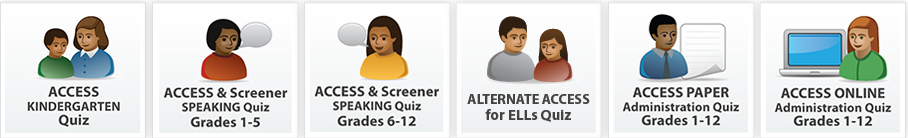 ACCESS
KINDERGARTEN
Quiz
ACCESS & Screener
SPEAKING Quiz
Grades 1-5
ACCESS & Screener
SPEAKING Quiz
Grades 6-12
ALTERNATE ACCESS
for ELLs Quiz
ACCESS PAPER
Administration Quiz
Grades 1-12
ACCESS ONLINE
Administration Quiz
Grades 1-12